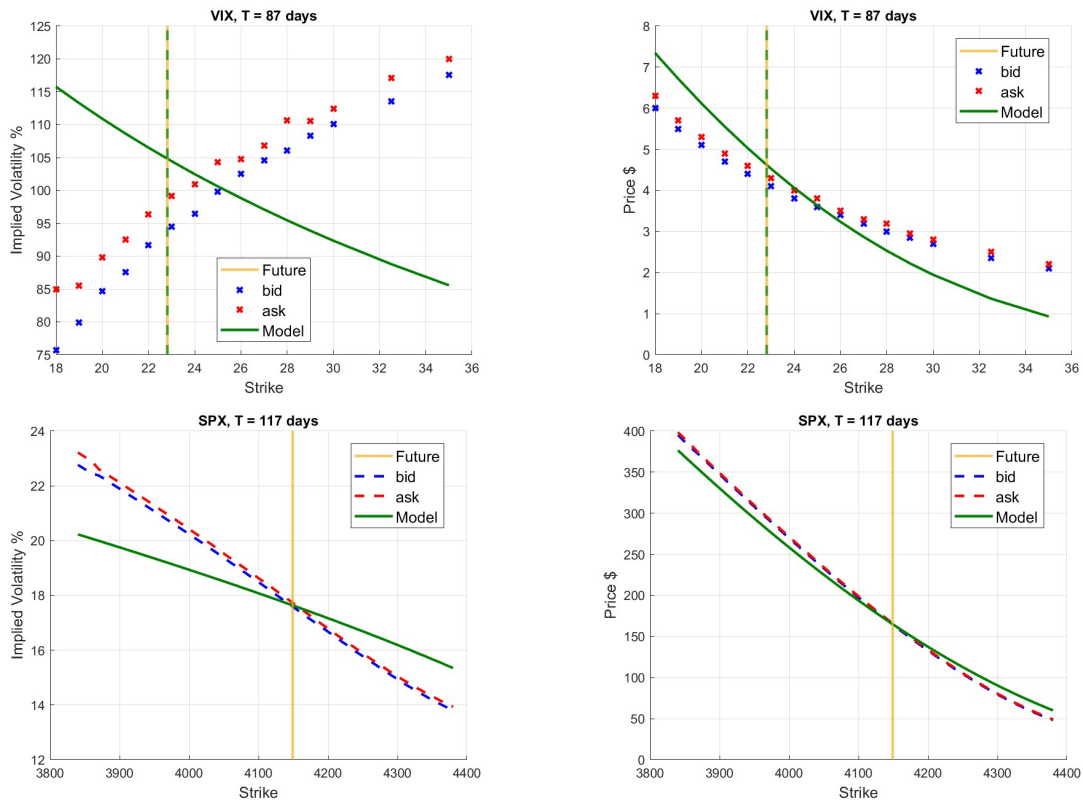 VIX, T = 87 days
125
120
115
110
105
100
95
90
85
80
75
Implied Volatility %
Future
bid
ask
Model
18 20 22 24 26 28 30 32 34 36
Strike
VIX, T = 87 days
8
7
6
5
4
3
2
1
0
Price $
Future
bid
ask
Model
18 20 22 24 26 28 30 32 34 36
Strike
SPX, T = 117 days
24
22
20
18
16
14
12
Implied Volatility %
Future
bid
ask
Model
3800 3900 4000 4100 4200 4300 4400
Strike
SPX, T = 117 days
400
350
300
250
200
150
100
50
0
Price $
Future
bid
ask
Model
3800 3900 4000 4100 4200 4300 4400
Strike